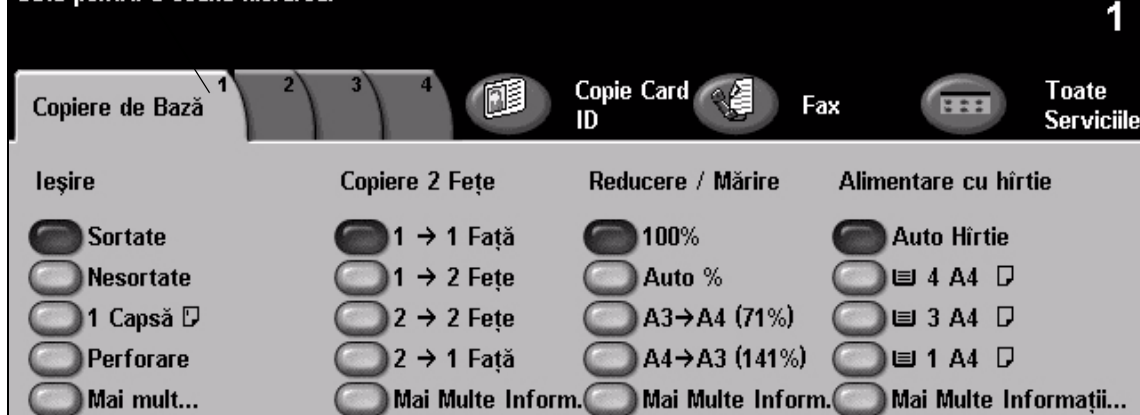 1
Copiere de Bază 1 2 3 4 Copie Card ID Fax Toate Serviciile
Ieşire Copiere 2 Feţe Reducere / Mărire Alimentare cu hîrtie
Sortate 1 → 1 Faţă 100% Auto Hîrtie
Nesortate 1 → 2 Feţe Auto % 4 A4
1 Capsă 2 → 2 Feţe A3→A4 (71%) 3 A4
Perforare 2 → 1 Faţă A4→A3 (141%) 1 A4
Mai mult... Mai Multe Inform. Mai Multe Inform. Mai Multe Informaţii...